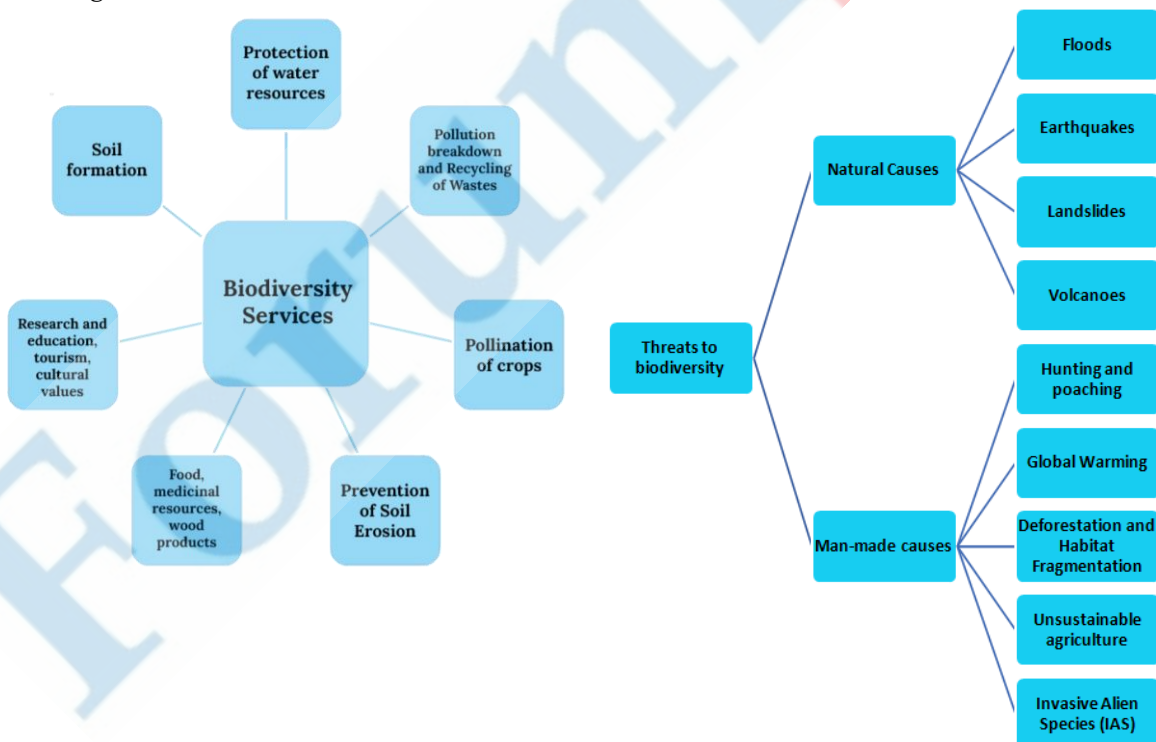 Protection
of water
resources
Soil
formation
Pollution
breakdown
and Recycling
of Wastes
Biodiversity
Services
Research and
education,
tourism,
cultural
values
Pollination
of crops
Food,
medicinal
resources,
wood
products
Prevention
of Soil
Erosion
Threats to
biodiversity
Natural Causes
Floods
Earthquakes
Landslides
Volcanoes
Man-made causes
Hunting and
poaching
Global Warming
Deforestation and
Habitat
Fragmentation
Unsustainable
agriculture
Invasive Alien
Species (IAS)
Forum